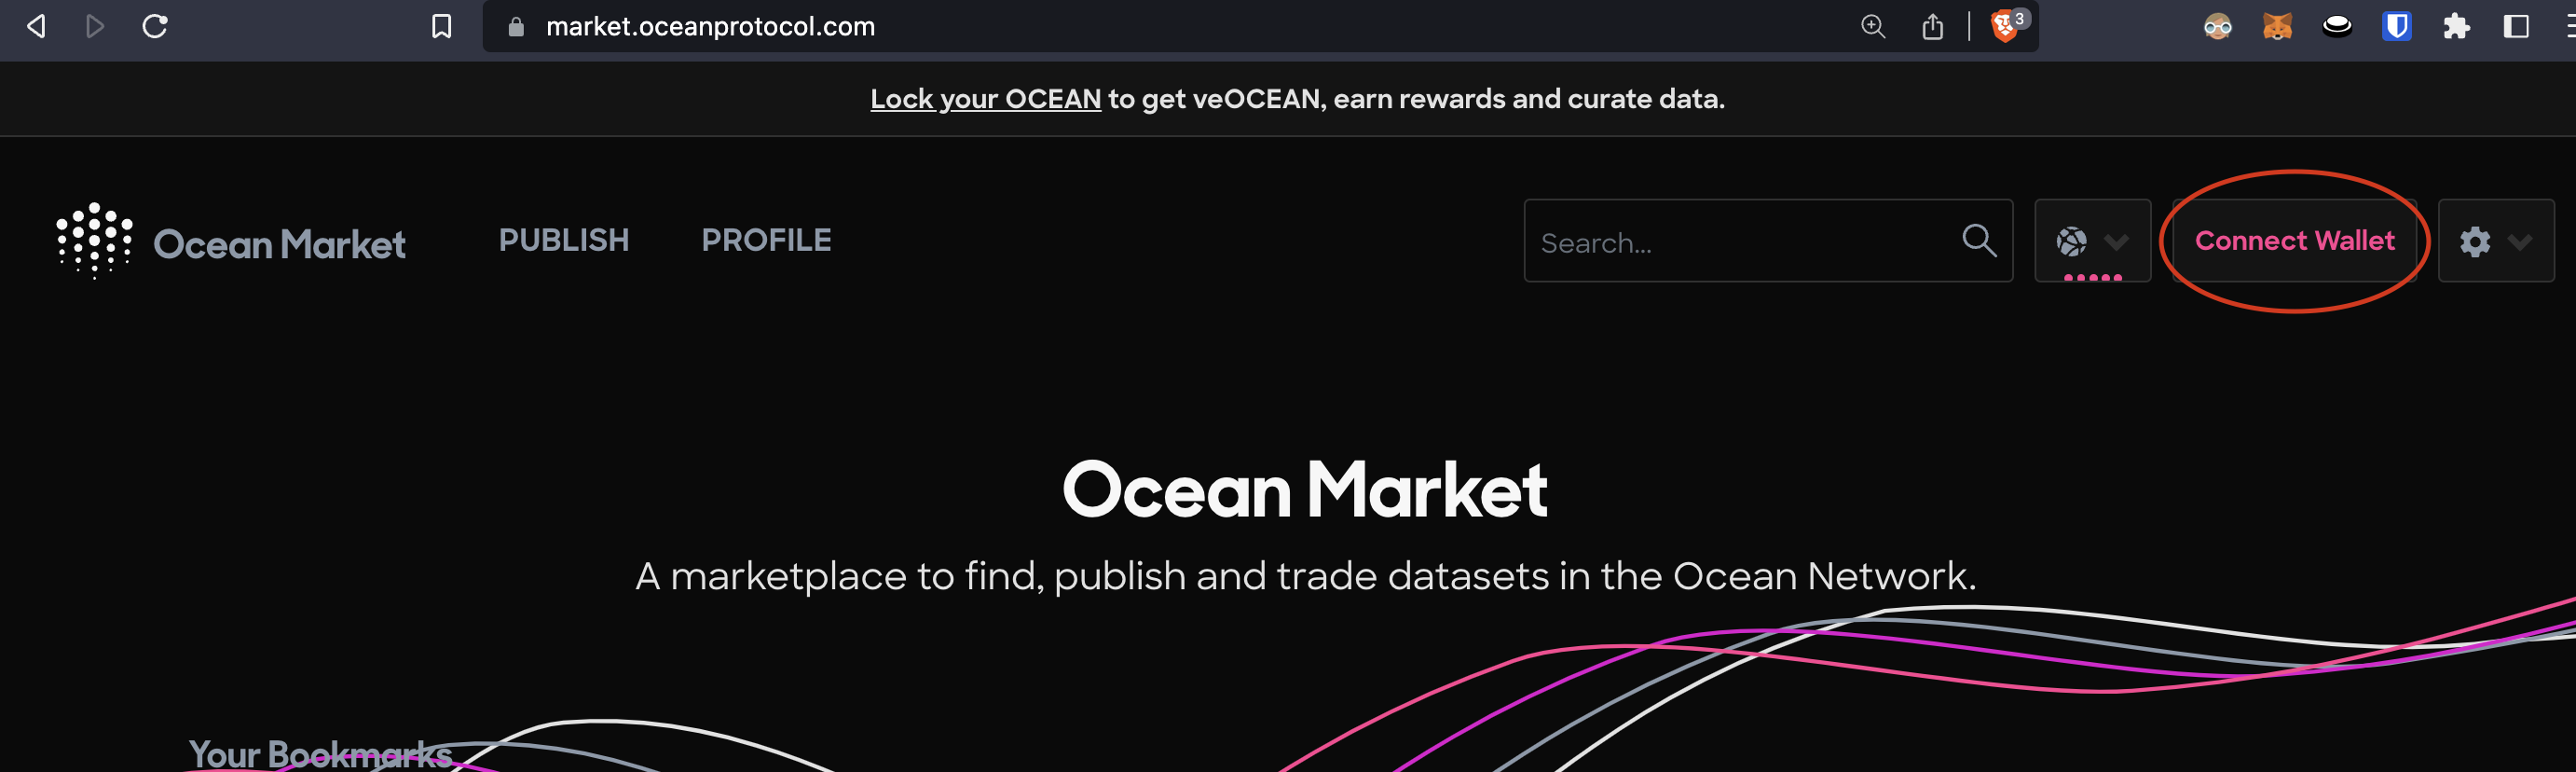 market.oceanprotocol.com
3
Lock your OCEAN to get veOCEAN, earn rewards and curate data.
Ocean Market
PUBLISH
PROFILE
Search...
Connect Wallet
Ocean Market
A marketplace to find, publish and trade datasets in the Ocean Network.
Your Bookmarks